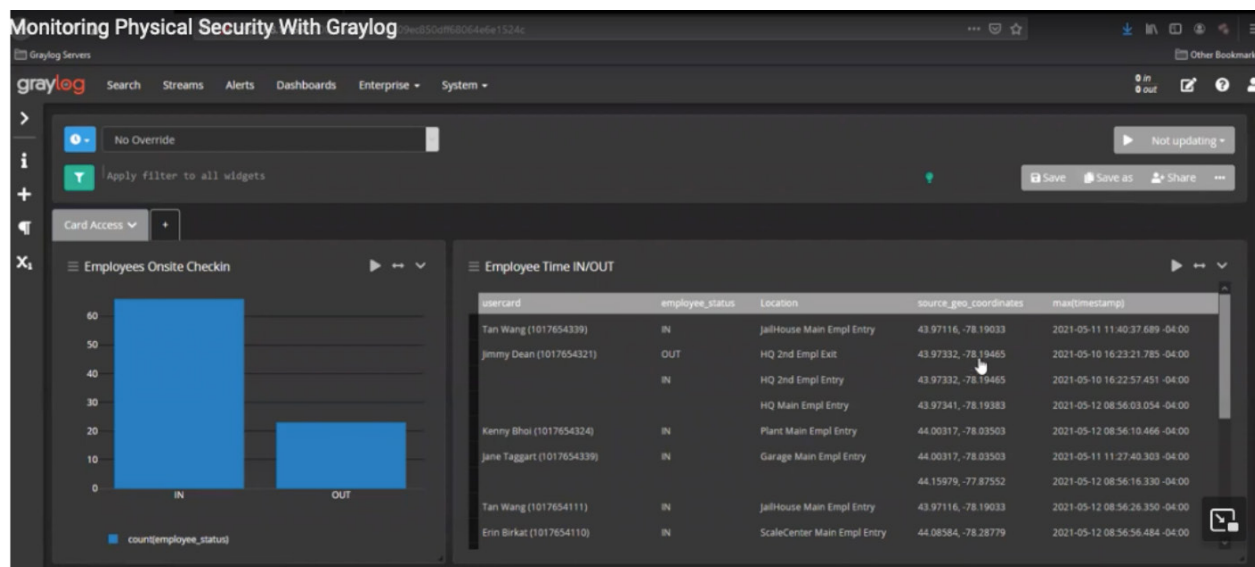 Monitoring Physical Security With Graylog
Graylog Servers
Other Bookmark
graylog Search Streams Alerts Dashboards Enterprise System
0 in
0 out
No Override
Not updating
Apply filter to all widgets
Save Save as Share
Card Access +
Employees Onsite Checkin
60
50
40
30
20
10
0
IN OUT
count(employee_status)
Employee Time IN/OUT
usercard employee_status Location source_geo_coordinates max(timestamp)
Tan Wang (1017654339) IN JailHouse Main Empl Entry 43.97116, -78.19033 2021-05-11 11:40:37.689 -04:00
Jimmy Dean (1017654321) OUT HQ 2nd Empl Exit 43.97332, -78.19465 2021-05-10 16:23:21.785 -04:00
IN HQ 2nd Empl Entry 43.97332, -78.19465 2021-05-10 16:22:57.451 -04:00
HQ Main Empl Entry 43.97341, -78.19383 2021-05-12 08:56:03.054 -04:00
Kenny Bhoi (1017654324) IN Plant Main Empl Entry 44.00317, -78.03503 2021-05-12 08:56:10.466 -04:00
Jane Taggart (1017654339) IN Garage Main Empl Entry 44.00317, -78.03503 2021-05-11 11:27:40.303 -04:00
44.15979, -77.87552 2021-05-12 08:56:16.330 -04:00
Tan Wang (1017654111) IN JailHouse Main Empl Entry 43.97116, -78.19033 2021-05-12 08:56:26.350 -04:00
Erin Birkat (1017654110) IN ScaleCenter Main Empl Entry 44.08584, -78.28779 2021-05-12 08:56:56.484 -04:00